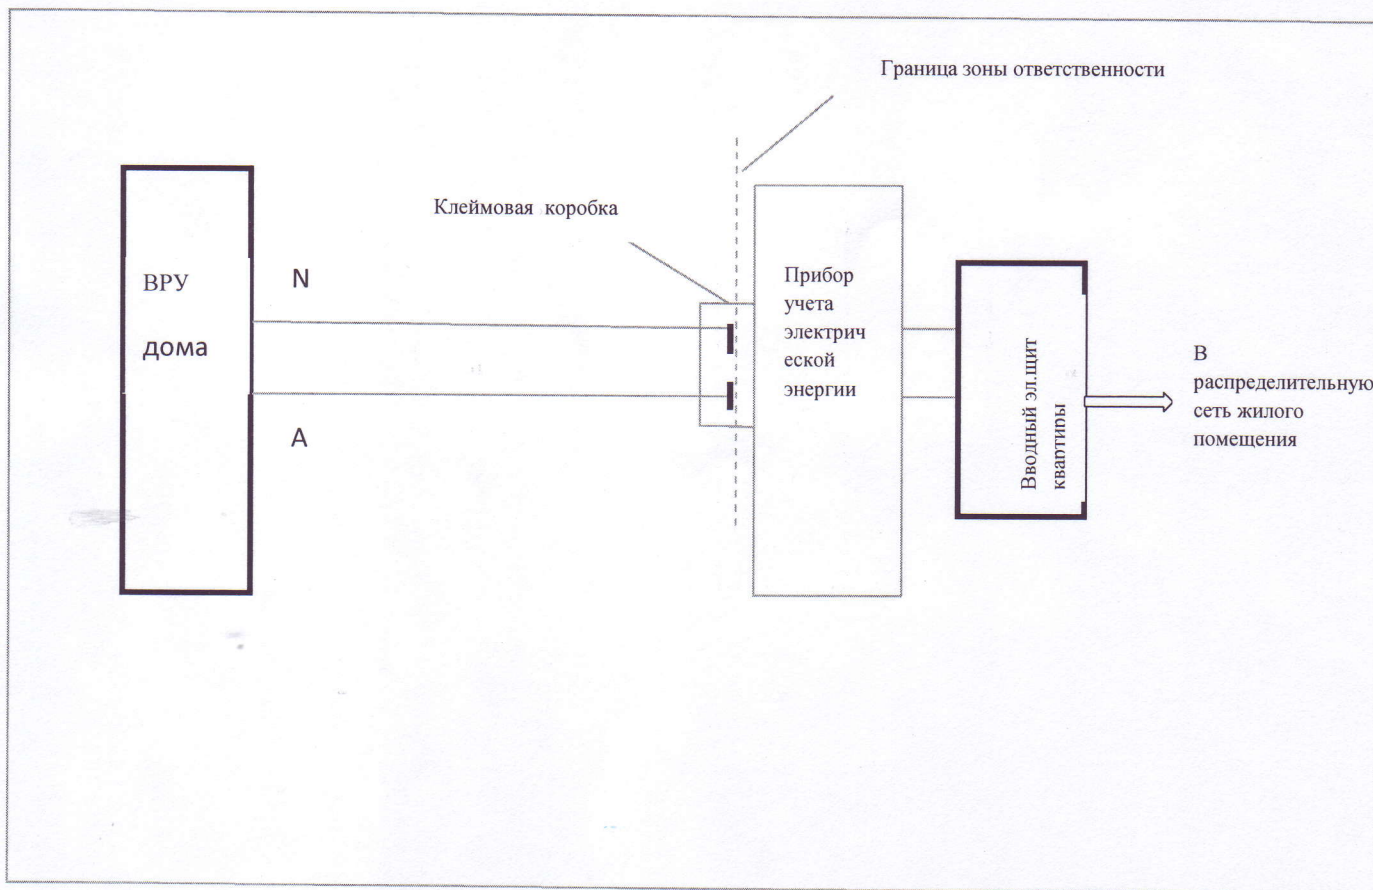 Граница зоны ответственности
Клеймовая коробка
ВРУ
дома
N
A
Прибор
учета
электрич
еской
энергии
Вводный эл.щит
квартиры
В
распределительную
сеть жилого
помещения